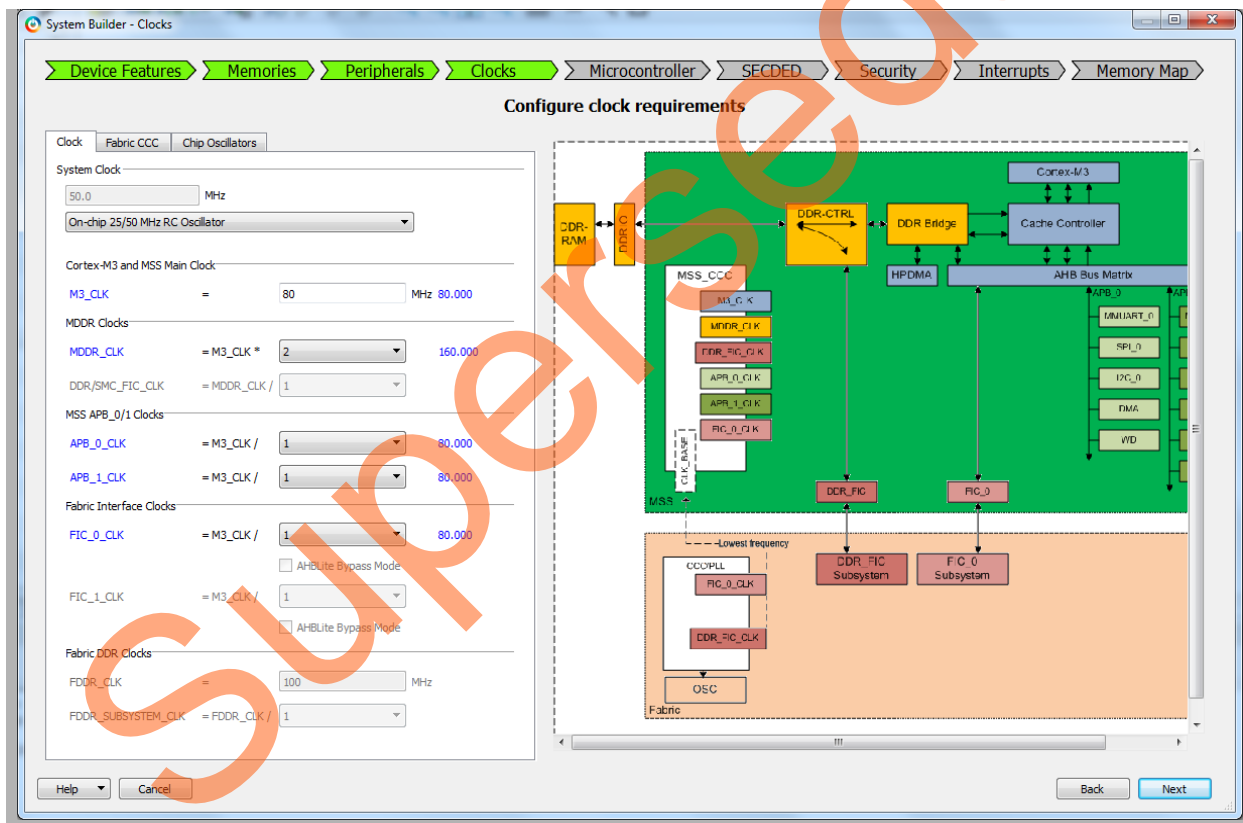 System Builder - Clocks
Device Features Memories Peripherals Clocks Microcontroller SECDED Security Interrupts Memory Map
Configure clock requirements
Clock Fabric CCC Chip Oscillators
System Clock
50.0 MHz
On-chip 25/50 MHz RC Oscillator
Cortex-M3 and MSS Main Clock
M3_CLK = 80 MHz 80.000
MDDR Clocks
MDDR_CLK = M3_CLK * 2 160.000
DDR/SMC_FIC_CLK = MDDR_CLK / 1
MSS APB_0/1 Clocks
APB_0_CLK = M3_CLK / 1 80.000
APB_1_CLK = M3_CLK / 1 80.000
Fabric Interface Clocks
FIC_0_CLK = M3_CLK / 1 80.000
AHBLite Bypass Mode
FIC_1_CLK = M3_CLK / 1
AHBLite Bypass Mode
Fabric DDR Clocks
FDDR_CLK = 100 MHz
FDDR_SUBSYSTEM_CLK = FDDR_CLK / 1
Help Cancel
Cortex-M3
DDR-RAM
DDR
DDR-CTRL
DDR Bridge
Cache Controller
MSS_CCC
HPDMA
AHB Bus Matrix
M3_CLK
MDDR_CLK
DDR_FIC_CLK
APB_0_CLK
APB_1_CLK
FIC_0_CLK
CLK_BASE
APB_0
MMUART_0
SPI_0
I2C_0
DMA
WD
MSS
DDR_FIC
FIC_0
Lowest frequency
CCC/PLL
FIC_0_CLK
DDR_FIC_CLK
OSC
DDR_FIC
Subsystem
FIC_0
Subsystem
Fabric
Back Next
Superseded